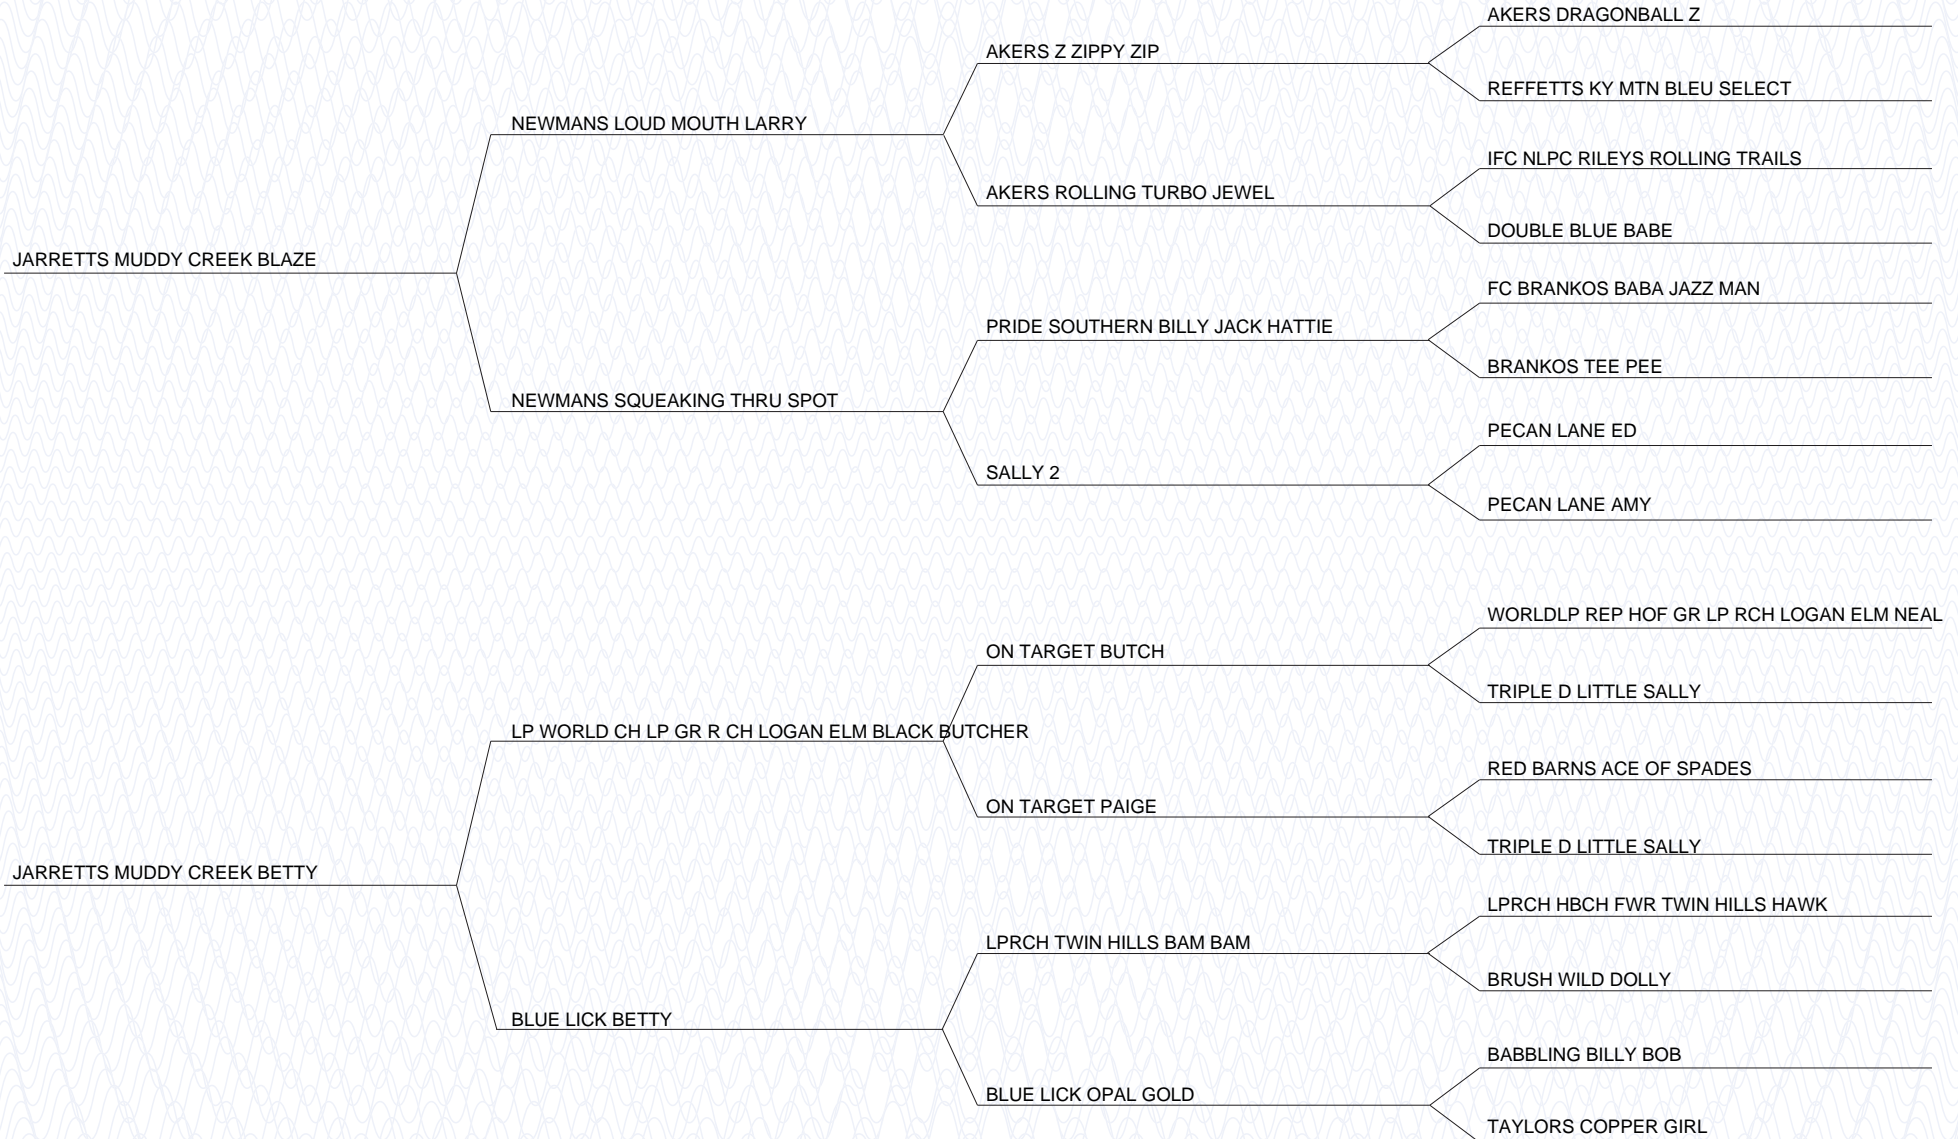 AKERS DRAGONBALL Z
AKERS Z ZIPPY ZIP
REFFETTS KY MTN BLEU SELECT
NEWMANS LOUD MOUTH LARRY
IFC NLPC RILEYS ROLLING TRAILS
AKERS ROLLING TURBO JEWEL
DOUBLE BLUE BABE
JARRETTS MUDDY CREEK BLAZE
FC BRANKOS BABA JAZZ MAN
PRIDE SOUTHERN BILLY JACK HATTIE
BRANKOS TEE PEE
NEWMANS SQUEAKING THRU SPOT
PECAN LANE ED
SALLY 2
PECAN LANE AMY
WORLDLP REP HOF GR LP RCH LOGAN ELM NEAL
ON TARGET BUTCH
TRIPLE D LITTLE SALLY
LP WORLD CH LP GR R CH LOGAN ELM BLACK BUTCHER
RED BARNS ACE OF SPADES
ON TARGET PAIGE
TRIPLE D LITTLE SALLY
JARRETTS MUDDY CREEK BETTY
LPRCH HBCH FWR TWIN HILLS HAWK
LPRCH TWIN HILLS BAM BAM
BRUSH WILD DOLLY
BLUE LICK BETTY
BABBLING BILLY BOB
BLUE LICK OPAL GOLD
TAYLORS COPPER GIRL